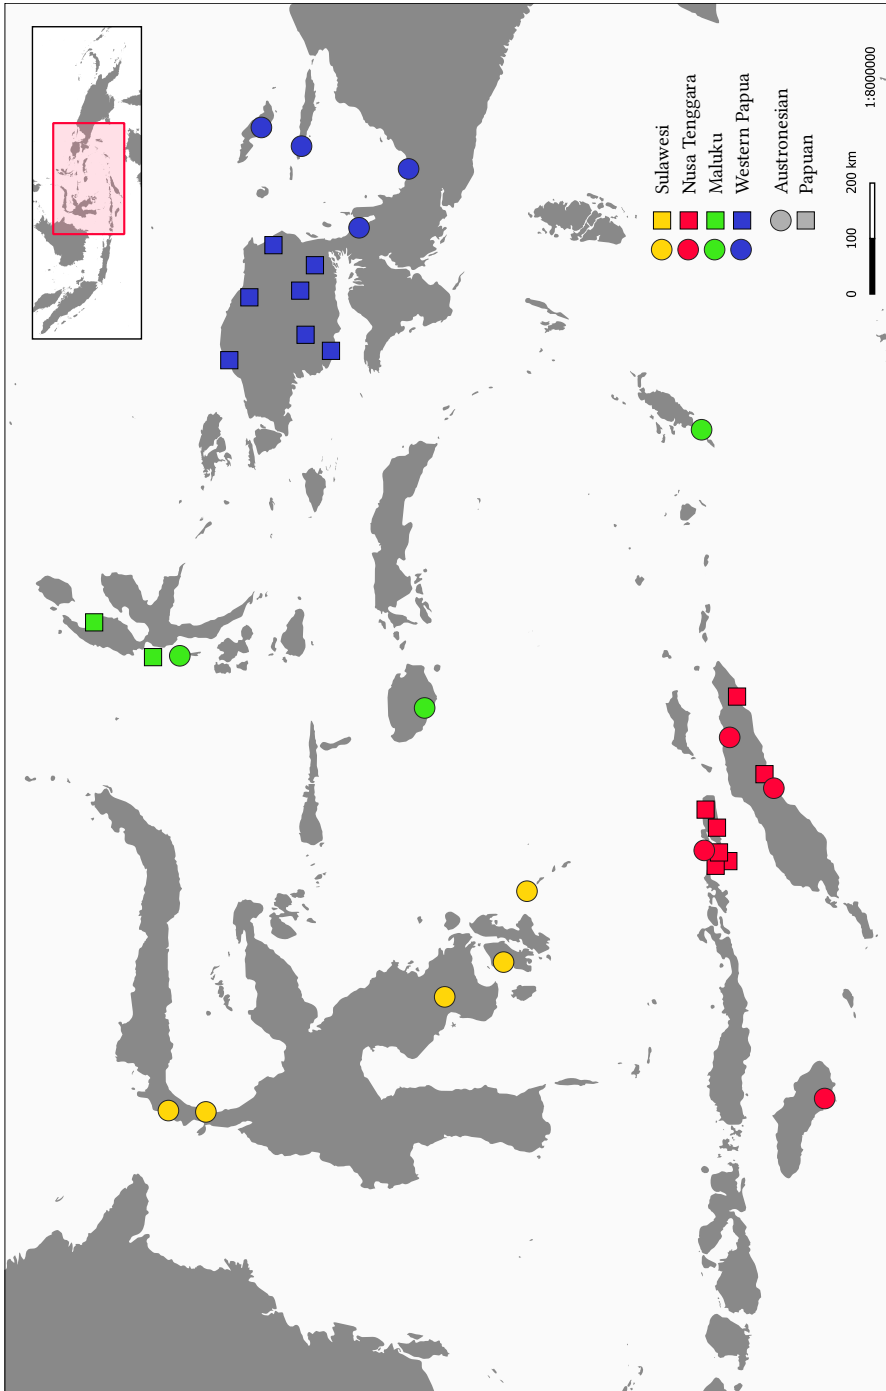 Sulawesi
Nusa Tenggara
Maluku
Western Papua
Austronesian
Papuan
0 100 200 km
1:8000000